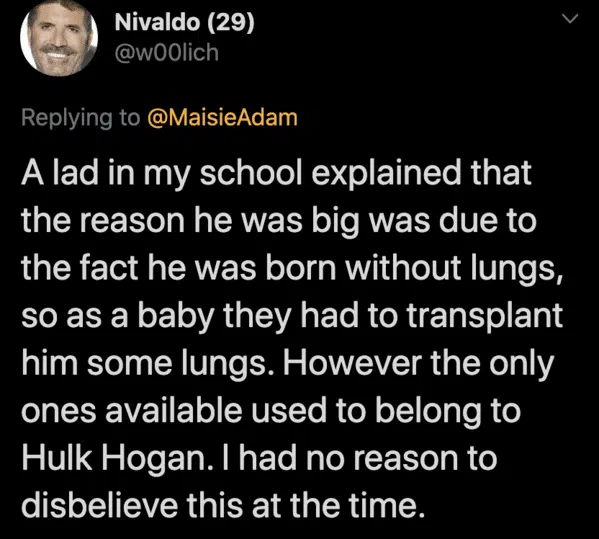 Nivaldo (29)
@w00lich
Replying to @MaisieAdam
A lad in my school explained that
the reason he was big was due to
the fact he was born without lungs,
so as a baby they had to transplant
him some lungs. However the only
ones available used to belong to
Hulk Hogan. I had no reason to
disbelieve this at the time.